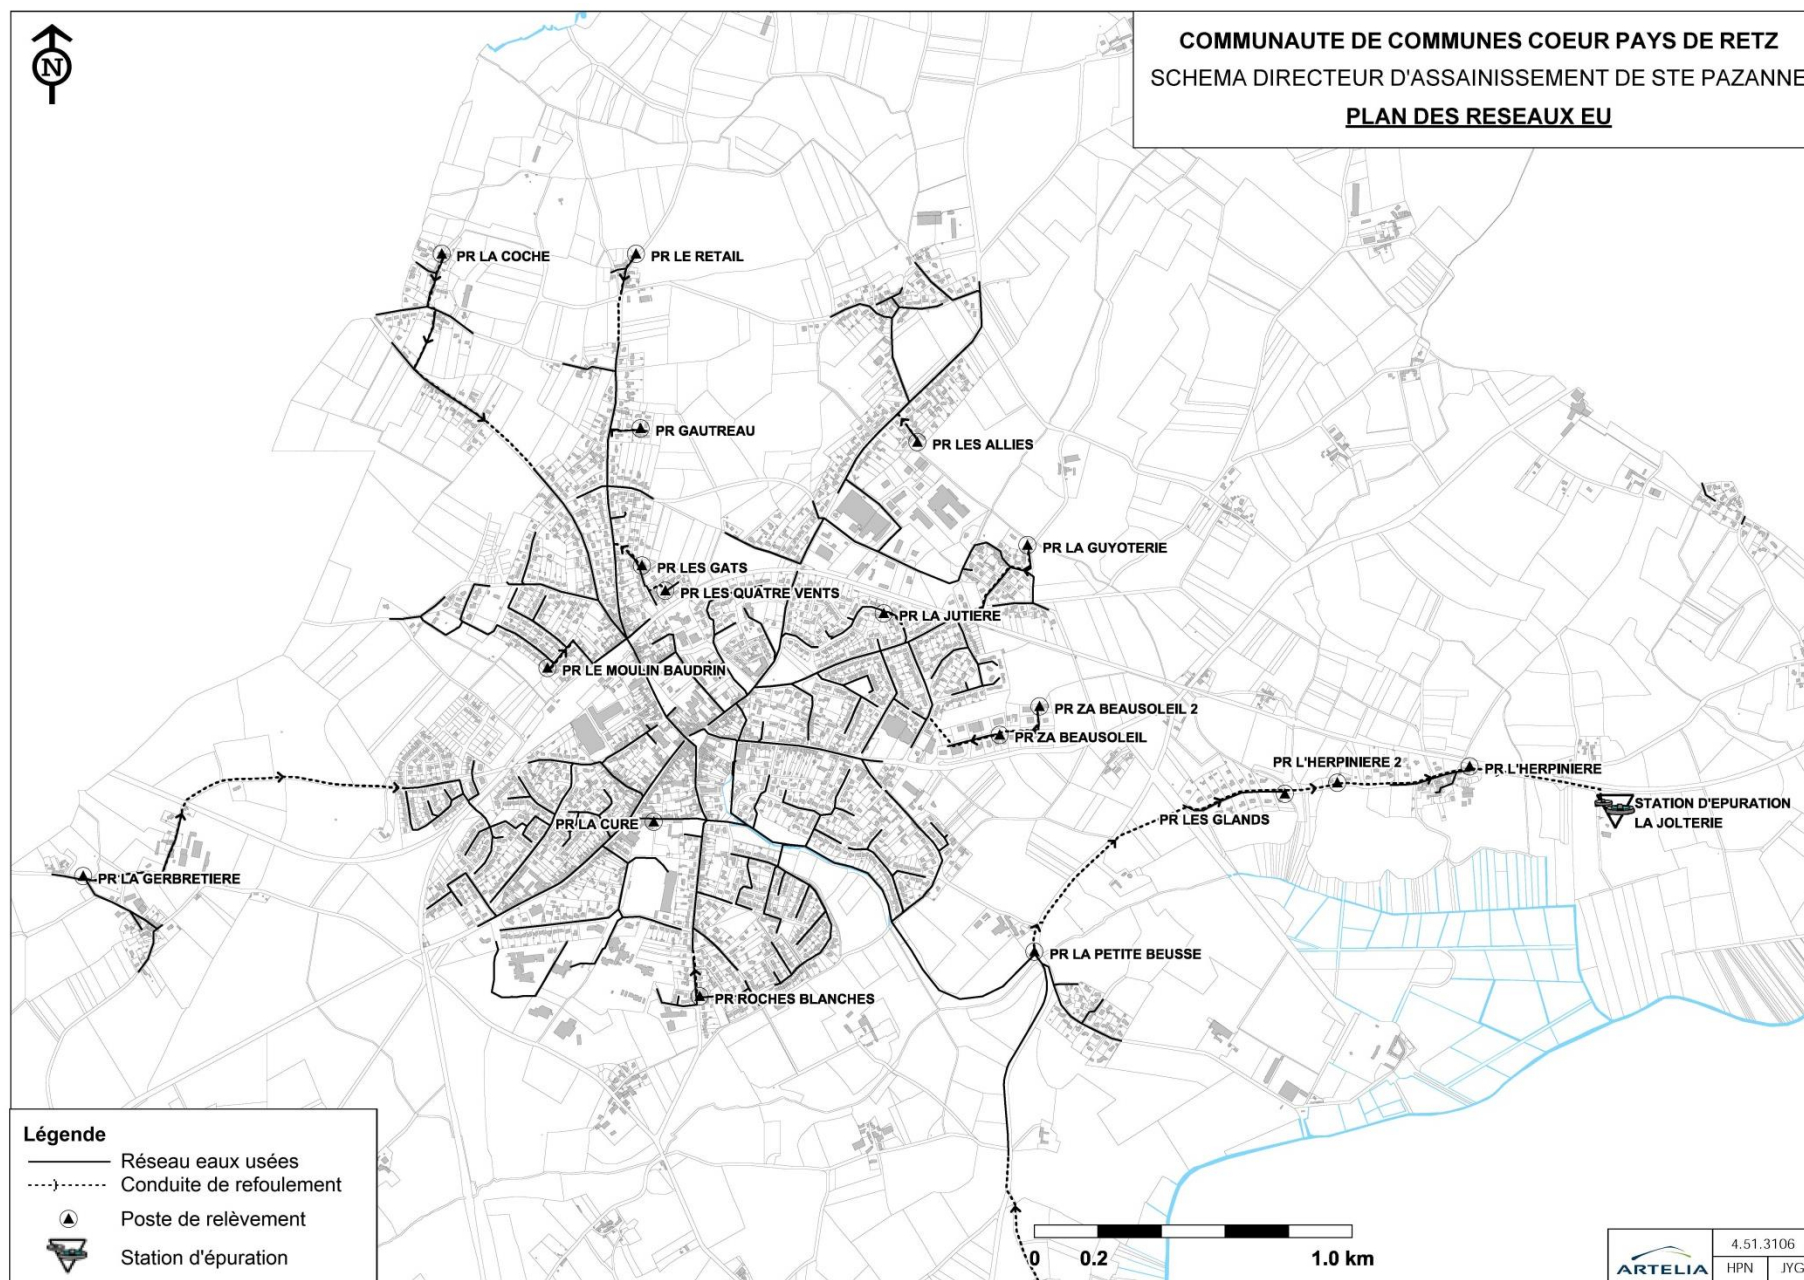 N
COMMUNAUTE DE COMMUNES COEUR PAYS DE RETZ
SCHEMA DIRECTEUR D'ASSAINISSEMENT DE STE PAZANNE
PLAN DES RESEAUX EU
PR LA COCHE
PR LE RETAIL
PR GAUTREAU
PR LES ALLIES
PR LA GUYOTERIE
PR LES GATS
PR LES QUATRE VENTS
PR LA JUTIERE
PR LE MOULIN BAUDRIN
PR ZA BEAUSOLEIL 2
PR ZA BEAUSOLEIL
PR L'HERPINIERE 2
PR L'HERPINIERE
STATION D'EPURATION
LA JOLTERIE
PR LES GLANDS
PR LA CURE
PR LA GERBRETIERE
PR LA PETITE BEUSSE
PR ROCHES BLANCHES
Légende
Réseau eaux usées
Conduite de refoulement
Poste de relèvement
Station d'épuration
0 0.2 1.0 km
ARTELIA
4.51.3106
HPN JYG